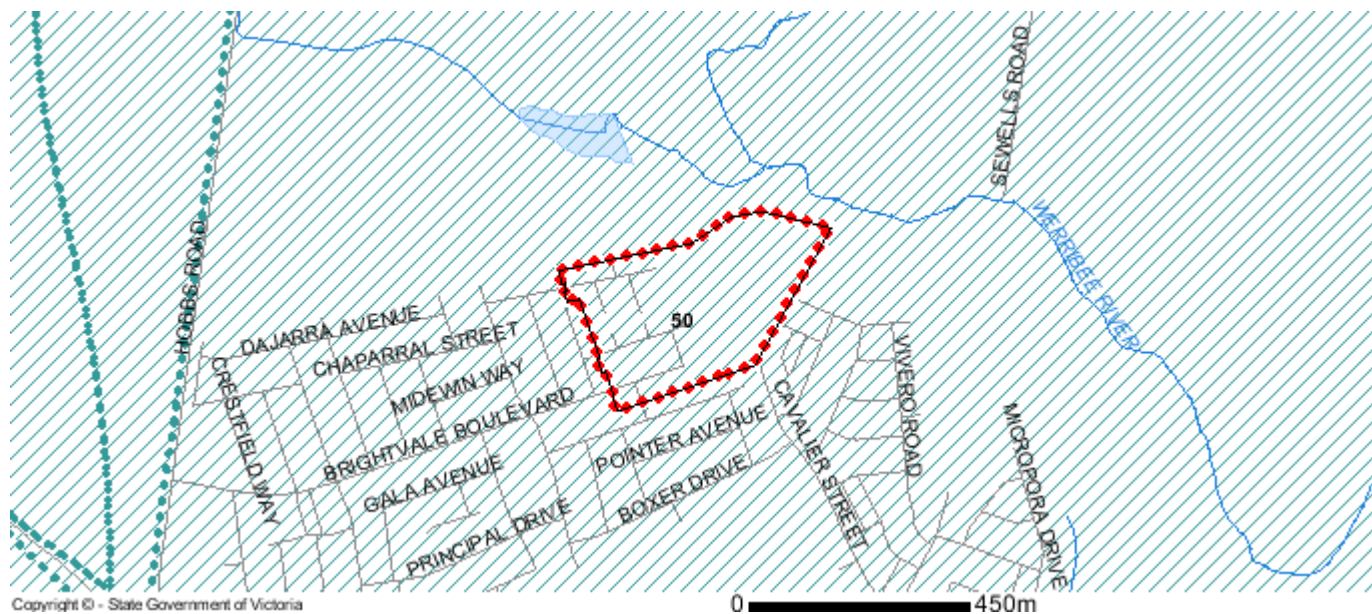 SEWELLS ROAD
WERRIBEE RIVER
HOBBS ROAD
DAJARRA AVENUE
CHAPARRAL STREET
MIDEWIN WAY
50
BRIGHTVALE BOULEVARD
CRESTFIELD WAY
GALA AVENUE
PRINCIPAL DRIVE
POINTER AVENUE
BOXER DRIVE
CAVALIER STREET
VIVERO ROAD
MICROPORA DRIVE
Copyright © - State Government of Victoria
0 450m